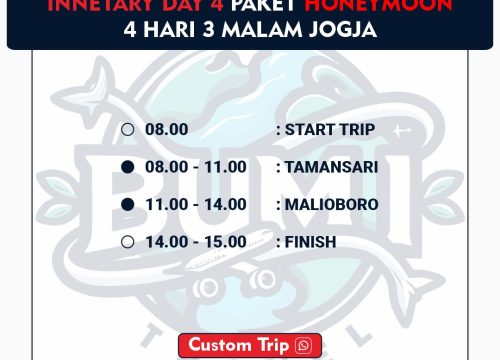 INNETARY DAY 4 PAKET HONEYMOON
4 HARI 3 MALAM JOGJA
08.00 : START TRIP
08.00 - 11.00 : TAMANSARI
11.00 - 14.00 : MALIOBORO
14.00 - 15.00 : FINISH
BUMI
Custom Trip